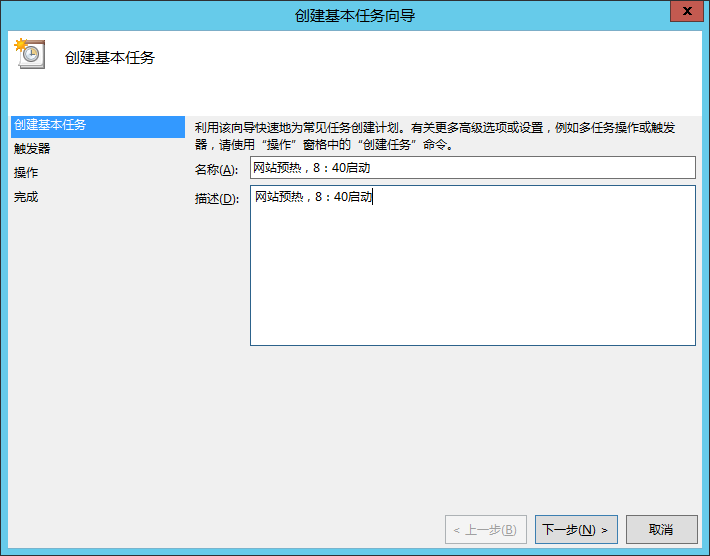 创建基本任务向导
x
创建基本任务
创建基本任务
触发器
操作
完成
利用该向导快速地为常见任务创建计划。有关更多高级选项或设置，例如多任务操作或触发
器，请使用“操作”窗格中的“创建任务”命令。
名称(A): 网站预热，8：40启动
描述(D): 网站预热，8：40启动
< 上一步(B) 下一步(N) > 取消